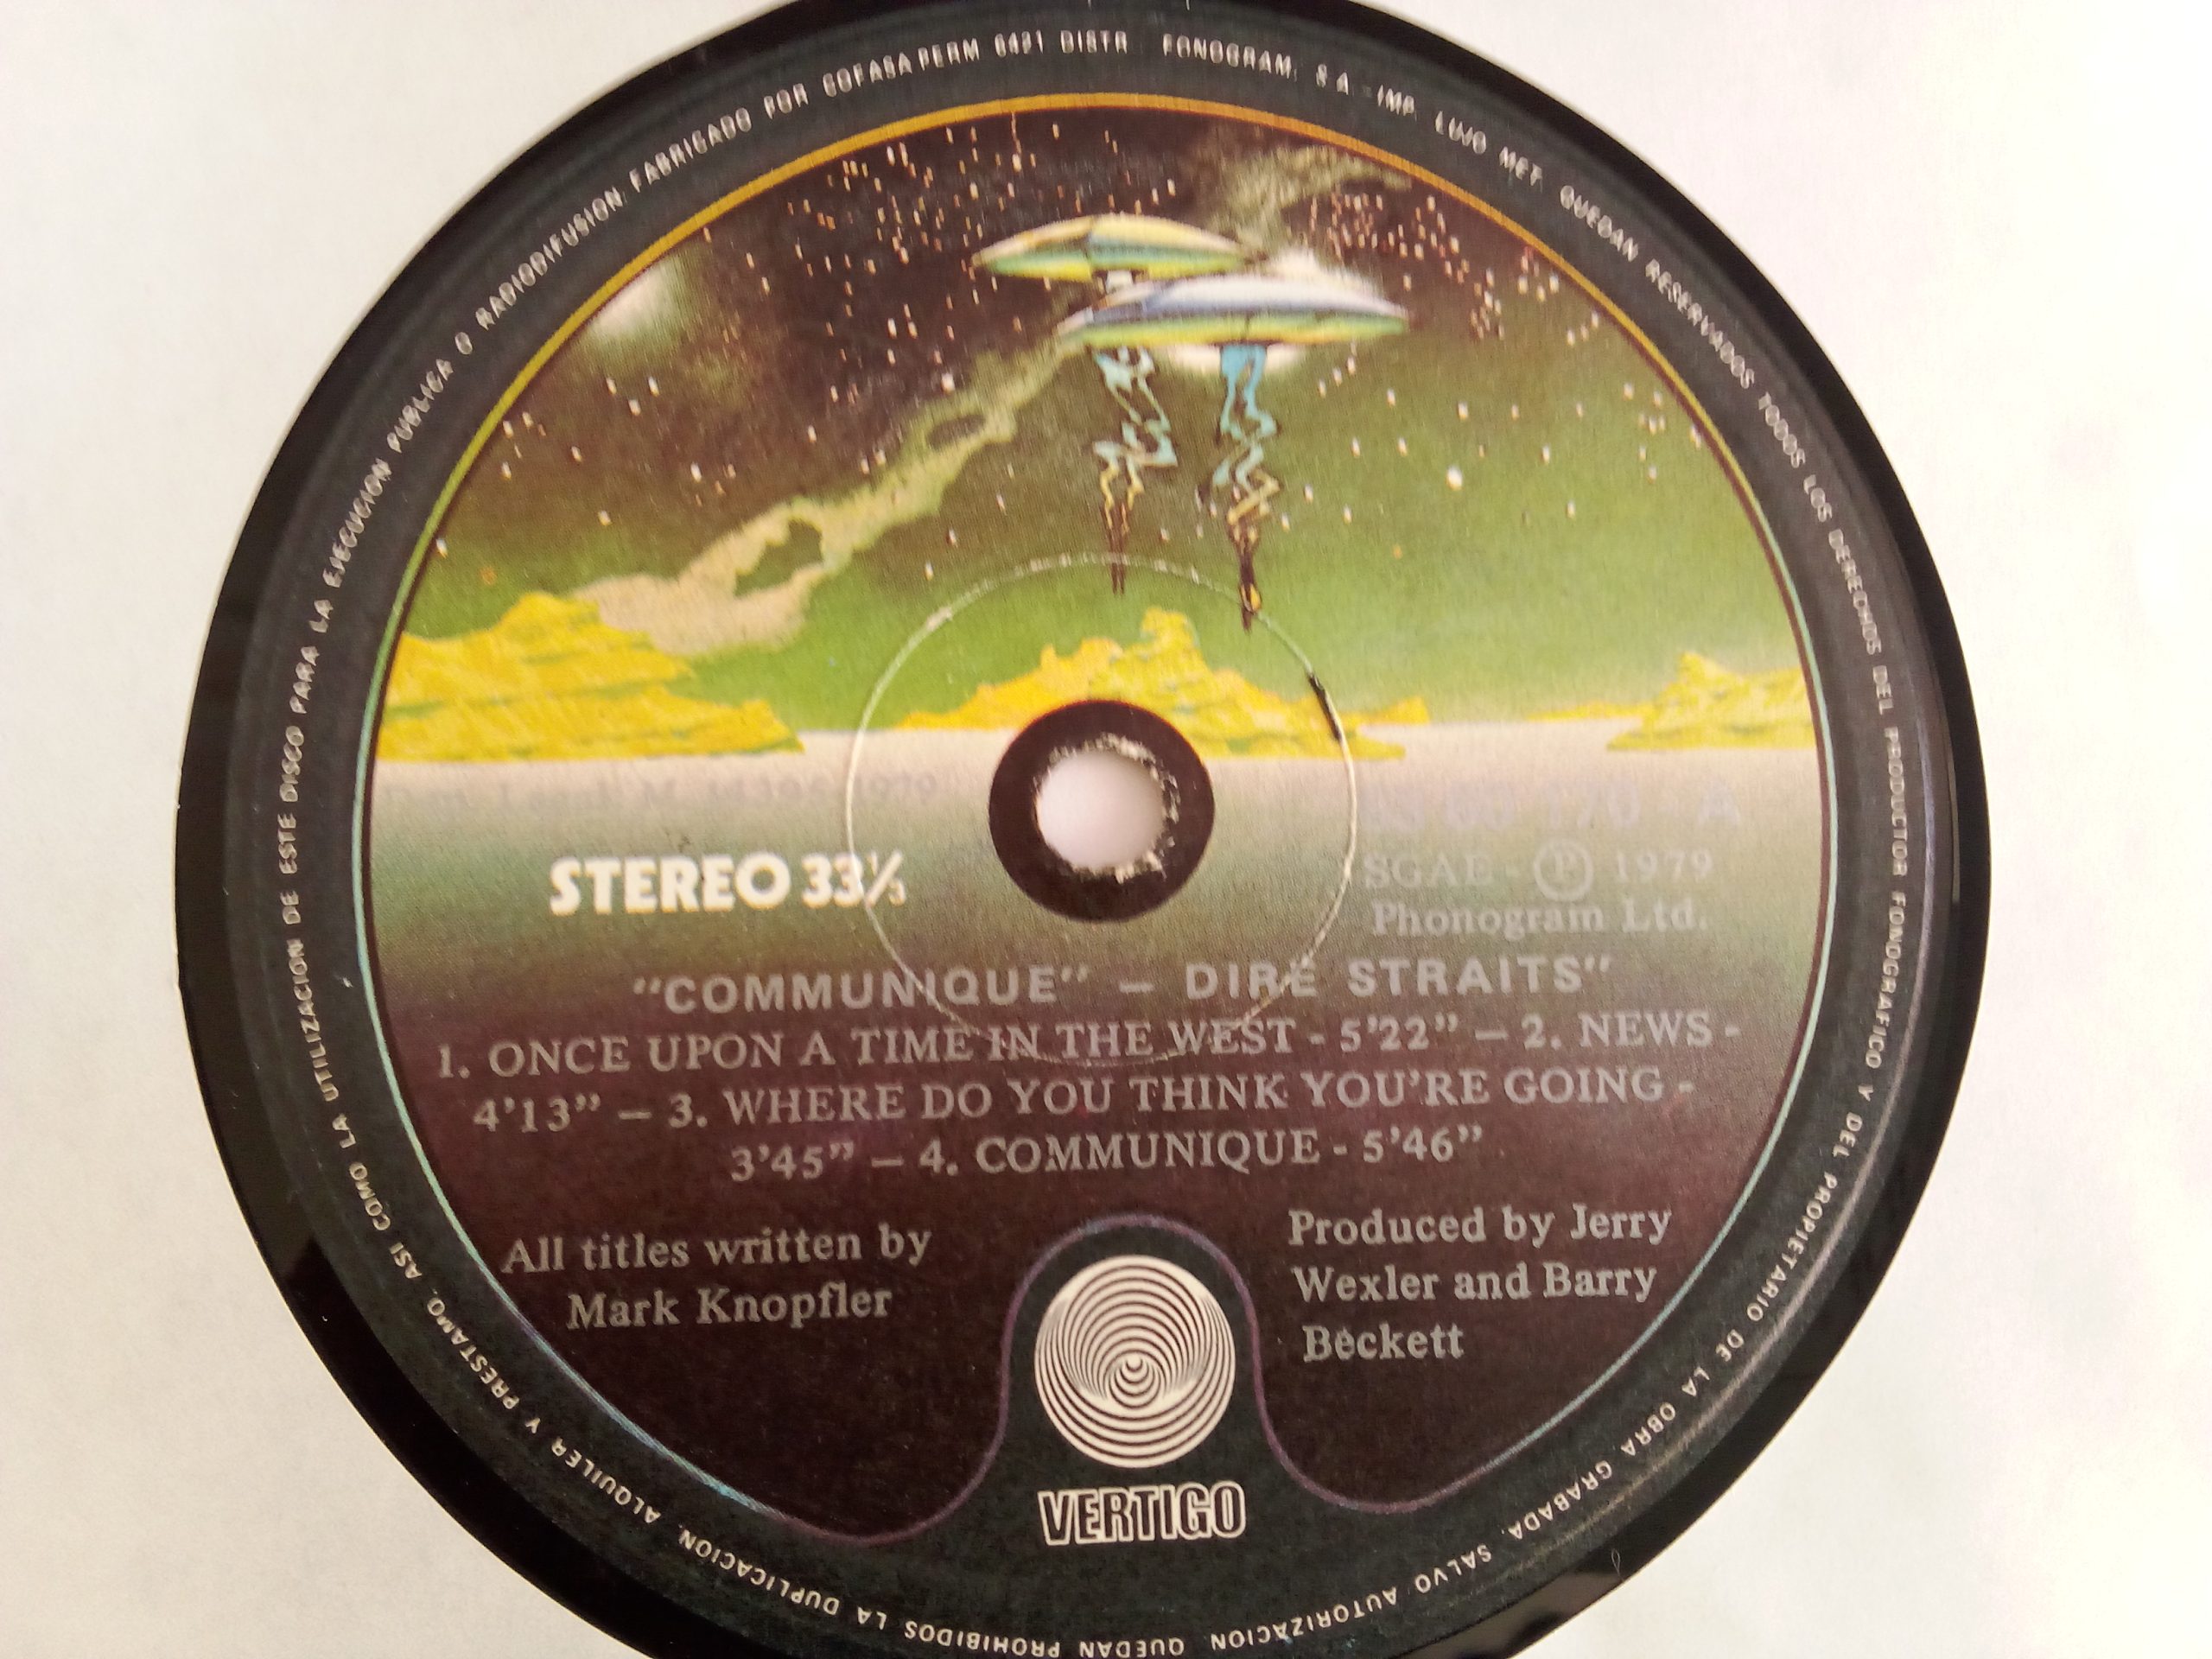 FABRICADO POR COFASA PERM 6421 DISTR. FONOGRAM, S.A. - IMP. LUJO MET. QUEDAN RESERVADOS TODOS LOS DERECHOS DEL PRODUCTOR FONOGRAFICO Y DEL PROPIETARIO DE LA OBRA GRABADA. SALVO AUTORIZACION QUEDAN PROHIBIDOS LA DUPLICACION, ALQUILER Y PRESTAMO, ASI COMO LA UTILIZACION DE ESTE DISCO PARA LA EJECUCION PUBLICA O RADIODIFUSION.
1979
- A
STEREO 33⅓
SGAE - Ⓟ 1979
Phonogram Ltd.
"COMMUNIQUE" — DIRE STRAITS"
1. ONCE UPON A TIME IN THE WEST - 5'22" — 2. NEWS -
4'13" — 3. WHERE DO YOU THINK YOU'RE GOING -
3'45" — 4. COMMUNIQUE - 5'46"
All titles written by
Mark Knopfler
Produced by Jerry
Wexler and Barry
Beckett
VERTIGO